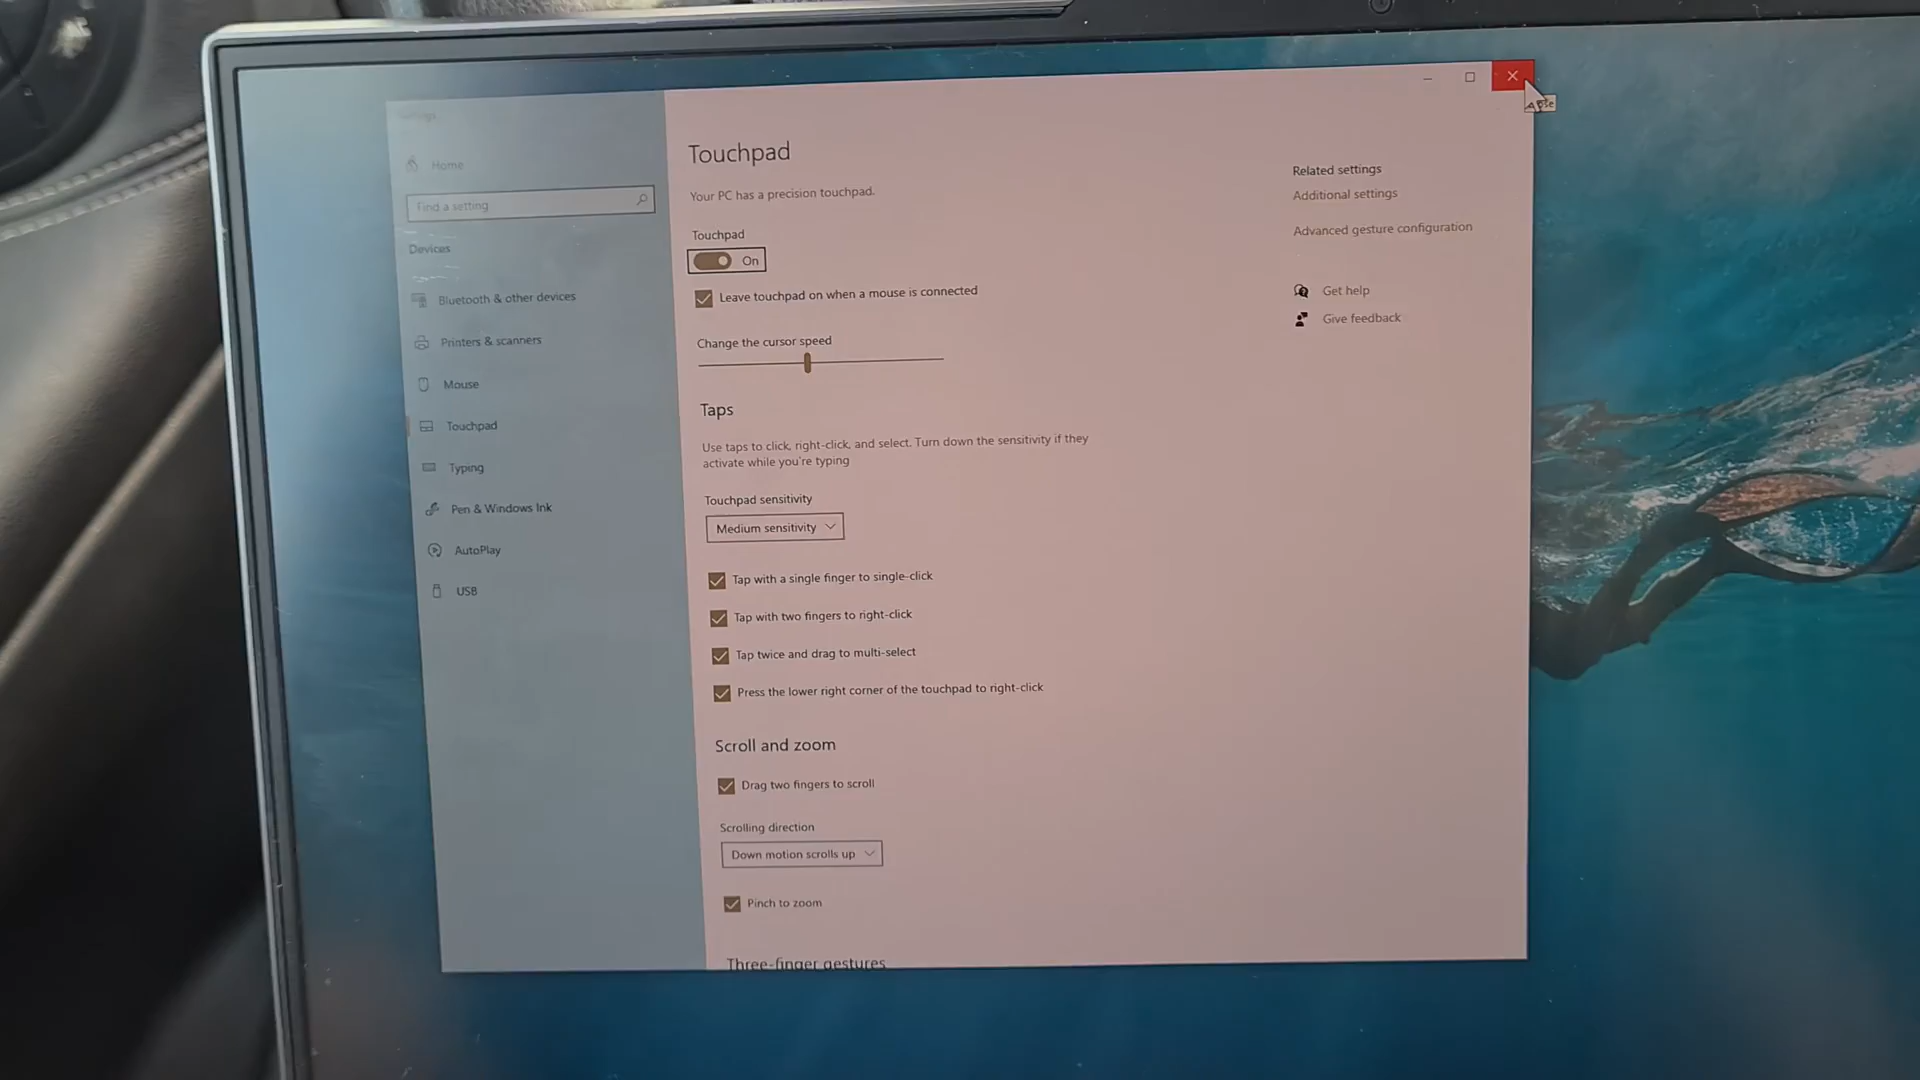 Settings
Home
Find a setting
Devices
Bluetooth & other devices
Printers & scanners
Mouse
Touchpad
Typing
Pen & Windows Ink
AutoPlay
USB
Touchpad
Your PC has a precision touchpad.
Touchpad
On
Leave touchpad on when a mouse is connected
Change the cursor speed
Taps
Use taps to click, right-click, and select. Turn down the sensitivity if they
activate while you're typing
Touchpad sensitivity
Medium sensitivity
Tap with a single finger to single-click
Tap with two fingers to right-click
Tap twice and drag to multi-select
Press the lower right corner of the touchpad to right-click
Scroll and zoom
Drag two fingers to scroll
Scrolling direction
Down motion scrolls up
Pinch to zoom
Three-finger gestures
Related settings
Additional settings
Advanced gesture configuration
Get help
Give feedback